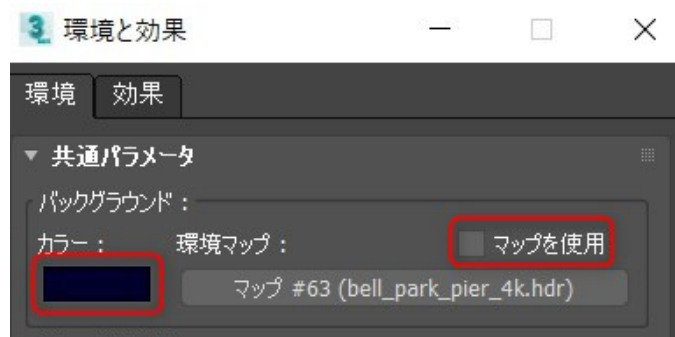 環境と効果
環境 効果
共通パラメータ
バックグラウンド：
カラー： 環境マップ： マップを使用
マップ #63 (bell_park_pier_4k.hdr)